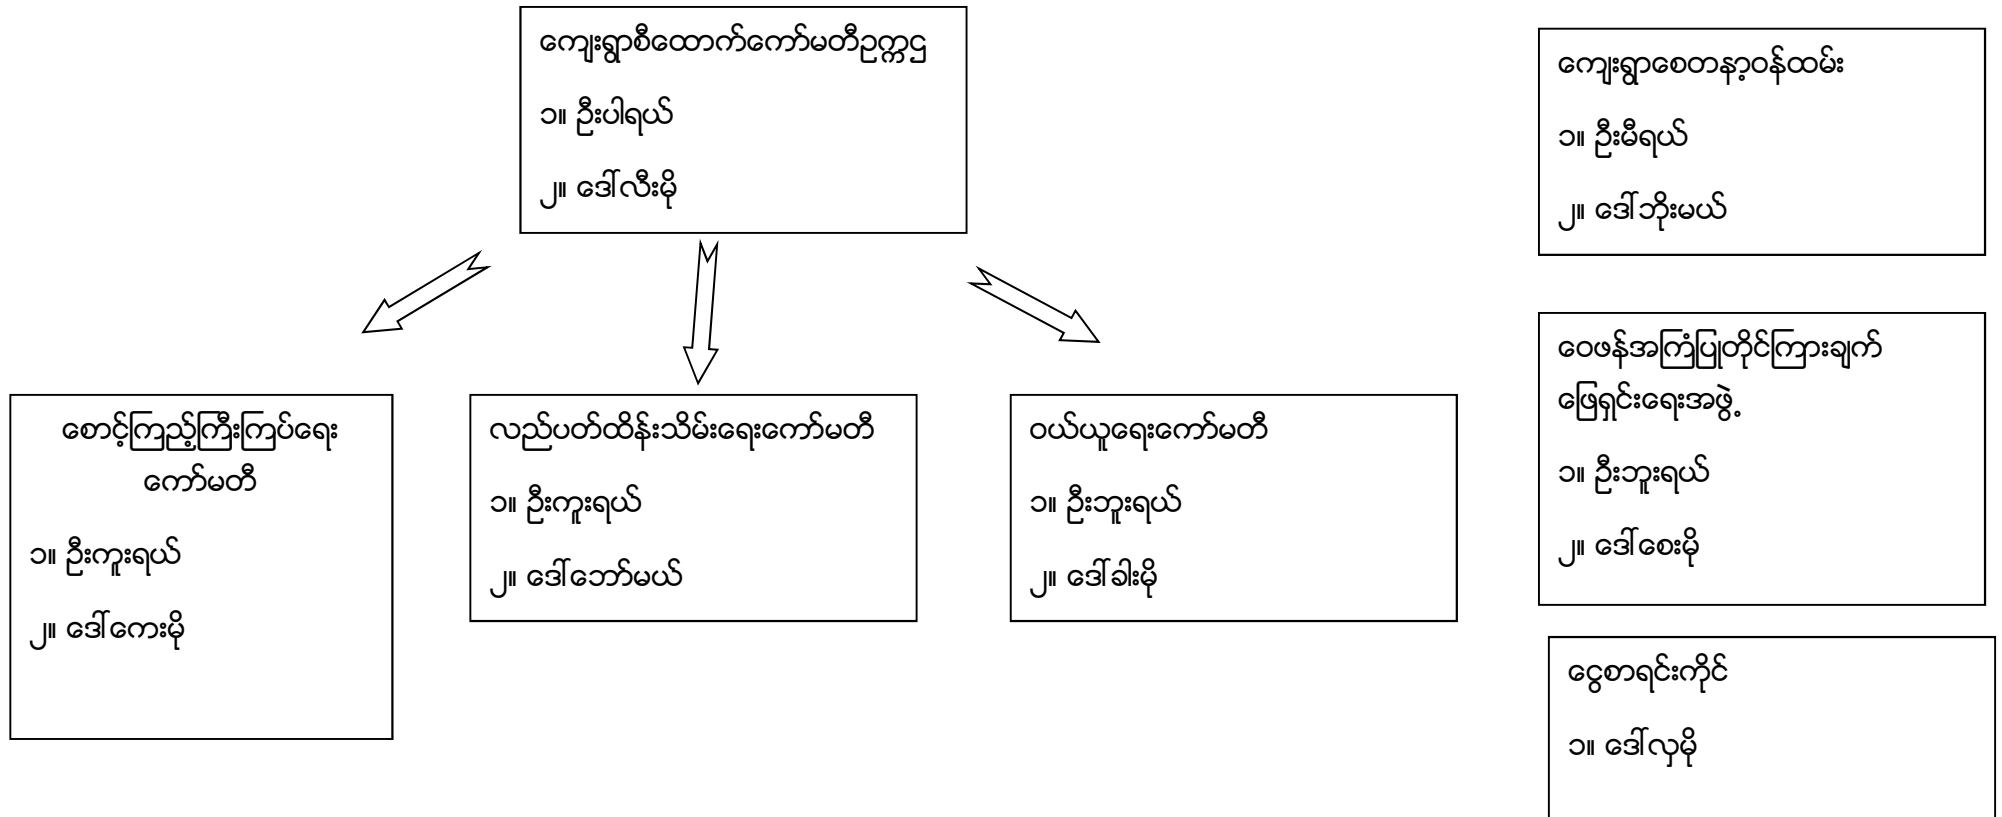 ကျေးရွာစီထောက်ကော်မတီဥက္ကဌ
၁။ ဦးပါရယ်
၂။ ဒေါ်လီးမို
ကျေးရွာစေတနာ့ဝန်ထမ်း
၁။ ဦးမီရယ်
၂။ ဒေါ်ဘိုးမယ်
စောင့်ကြည့်ကြီးကြပ်ရေး
ကော်မတီ
၁။ ဦးကူးရယ်
၂။ ဒေါ်ကေးမို
လည်ပတ်ထိန်းသိမ်းရေးကော်မတီ
၁။ ဦးကူးရယ်
၂။ ဒေါ်ဘော်မယ်
ဝယ်ယူရေးကော်မတီ
၁။ ဦးဘူးရယ်
၂။ ဒေါ်ခါးမို
ဝေဖန်အကြံပြုတိုင်ကြားချက်
ဖြေရှင်းရေးအဖွဲ့
၁။ ဦးဘူးရယ်
၂။ ဒေါ်စေးမို
ငွေစာရင်းကိုင်
၁။ ဒေါ်လှမို